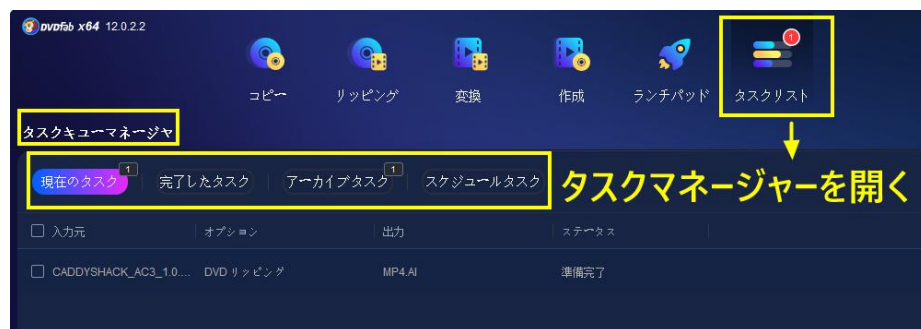 DVDFab x64 12.0.2.2
1
コピー リッピング 変換 作成 ランチパッド タスクリスト
タスクキューマネージャ
現在のタスク 1 完了したタスク アーカイブタスク 1 スケジュールタスク
タスクマネージャーを開く
入力元 オプション 出力 ステータス
CADDYSHACK_AC3_1.0.... DVD リッピング MP4.AI 準備完了